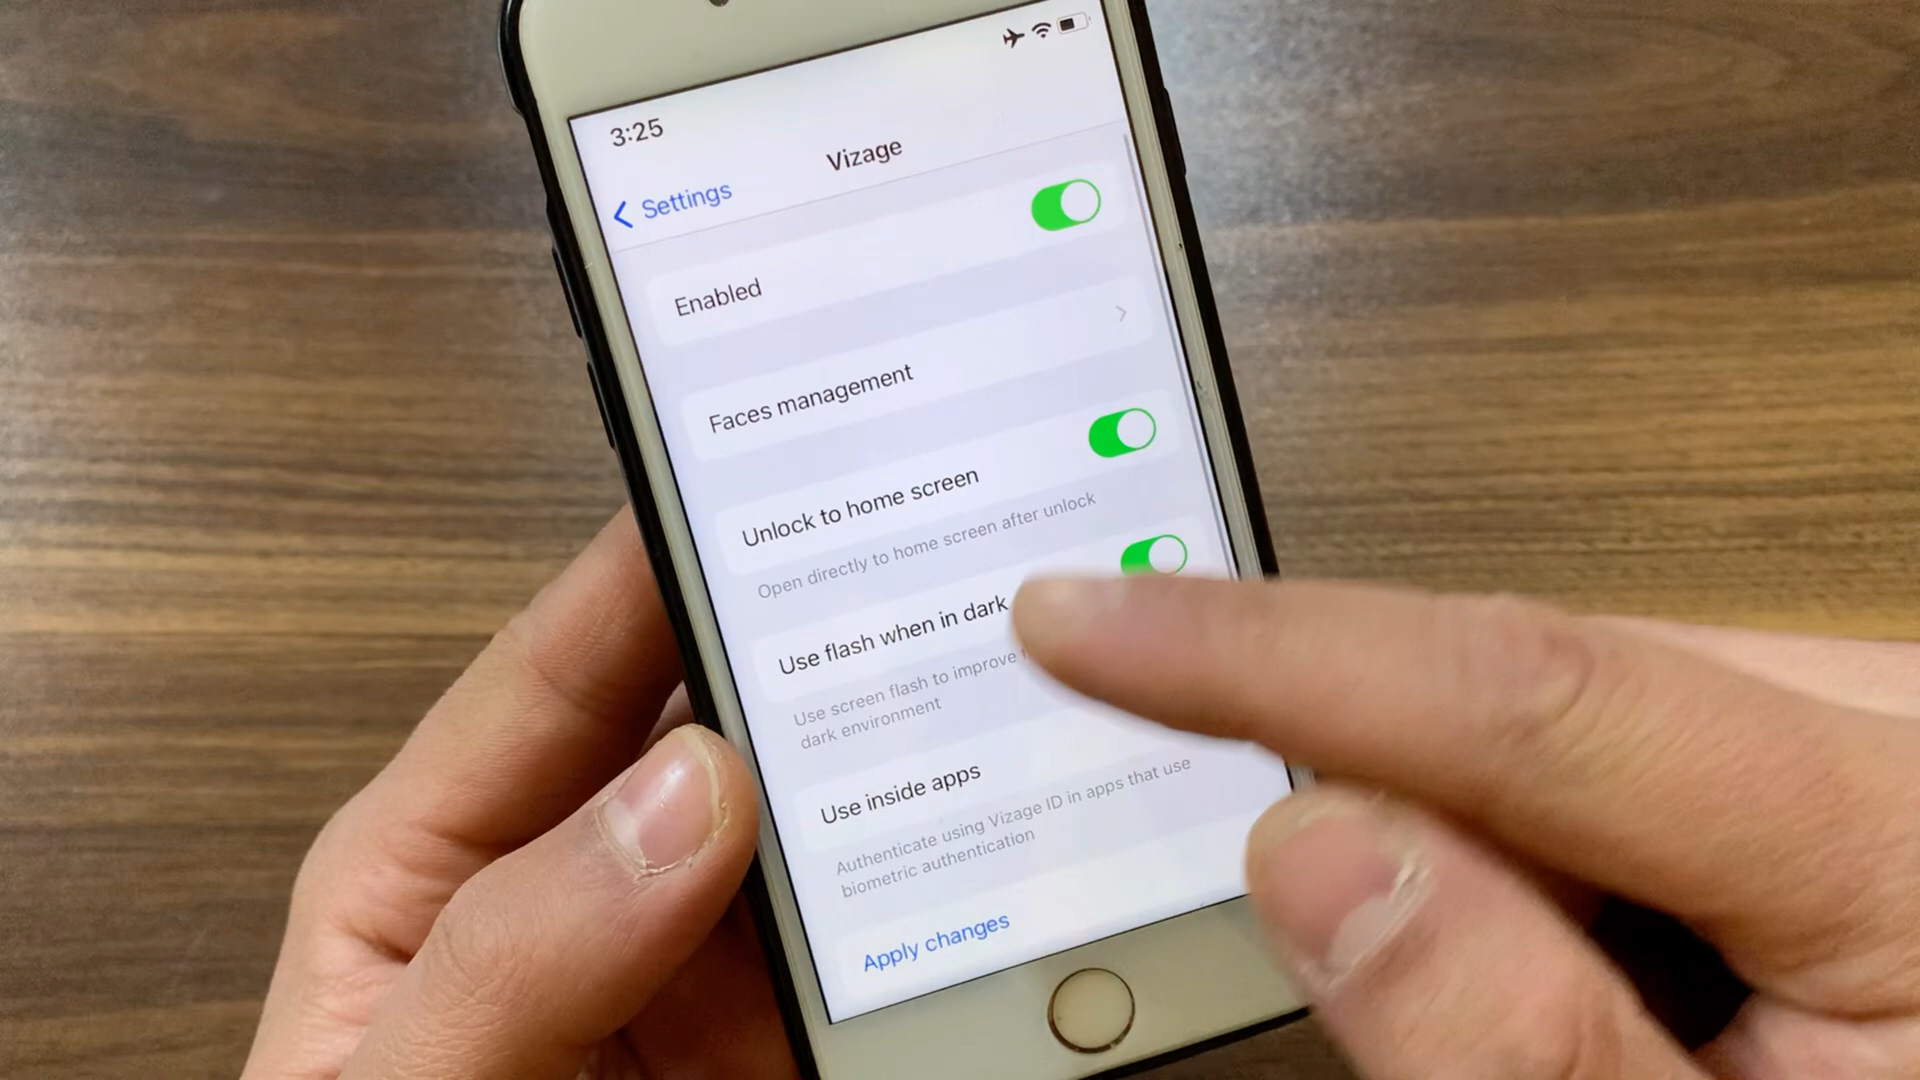 3:25
Settings
Vizage
Enabled
Faces management
Unlock to home screen
Open directly to home screen after unlock
Use flash when in dark
Use screen flash to improve
dark environment
Use inside apps
Authenticate using Vizage ID in apps that use
biometric authentication
Apply changes